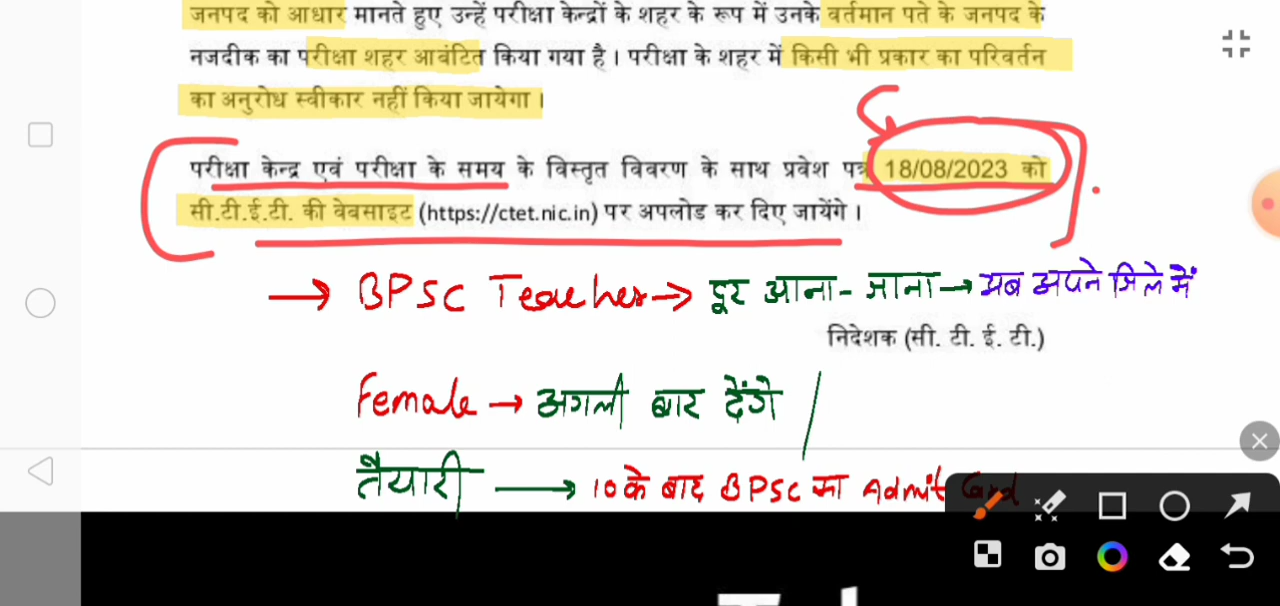 जनपद को आधार मानते हुए उन्हें परीक्षा केन्द्रों के शहर के रूप में उनके वर्तमान पते के जनपद के
नजदीक का परीक्षा शहर आबंटित किया गया है। परीक्षा के शहर में किसी भी प्रकार का परिवर्तन
का अनुरोध स्वीकार नहीं किया जायेगा।
परीक्षा केन्द्र एवं परीक्षा के समय के विस्तृत विवरण के साथ प्रवेश पत्र 18/08/2023 को
सी.टी.ई.टी. की वेबसाइट (https://ctet.nic.in) पर अपलोड कर दिए जायेंगे।
→ BPSC Teacher → दूर आना - जाना → अब अपने जिले में
निदेशक (सी. टी. ई. टी.)
Female → अगली बार देंगे /
तैयारी → 10 के बाद BPSC का Admit Card